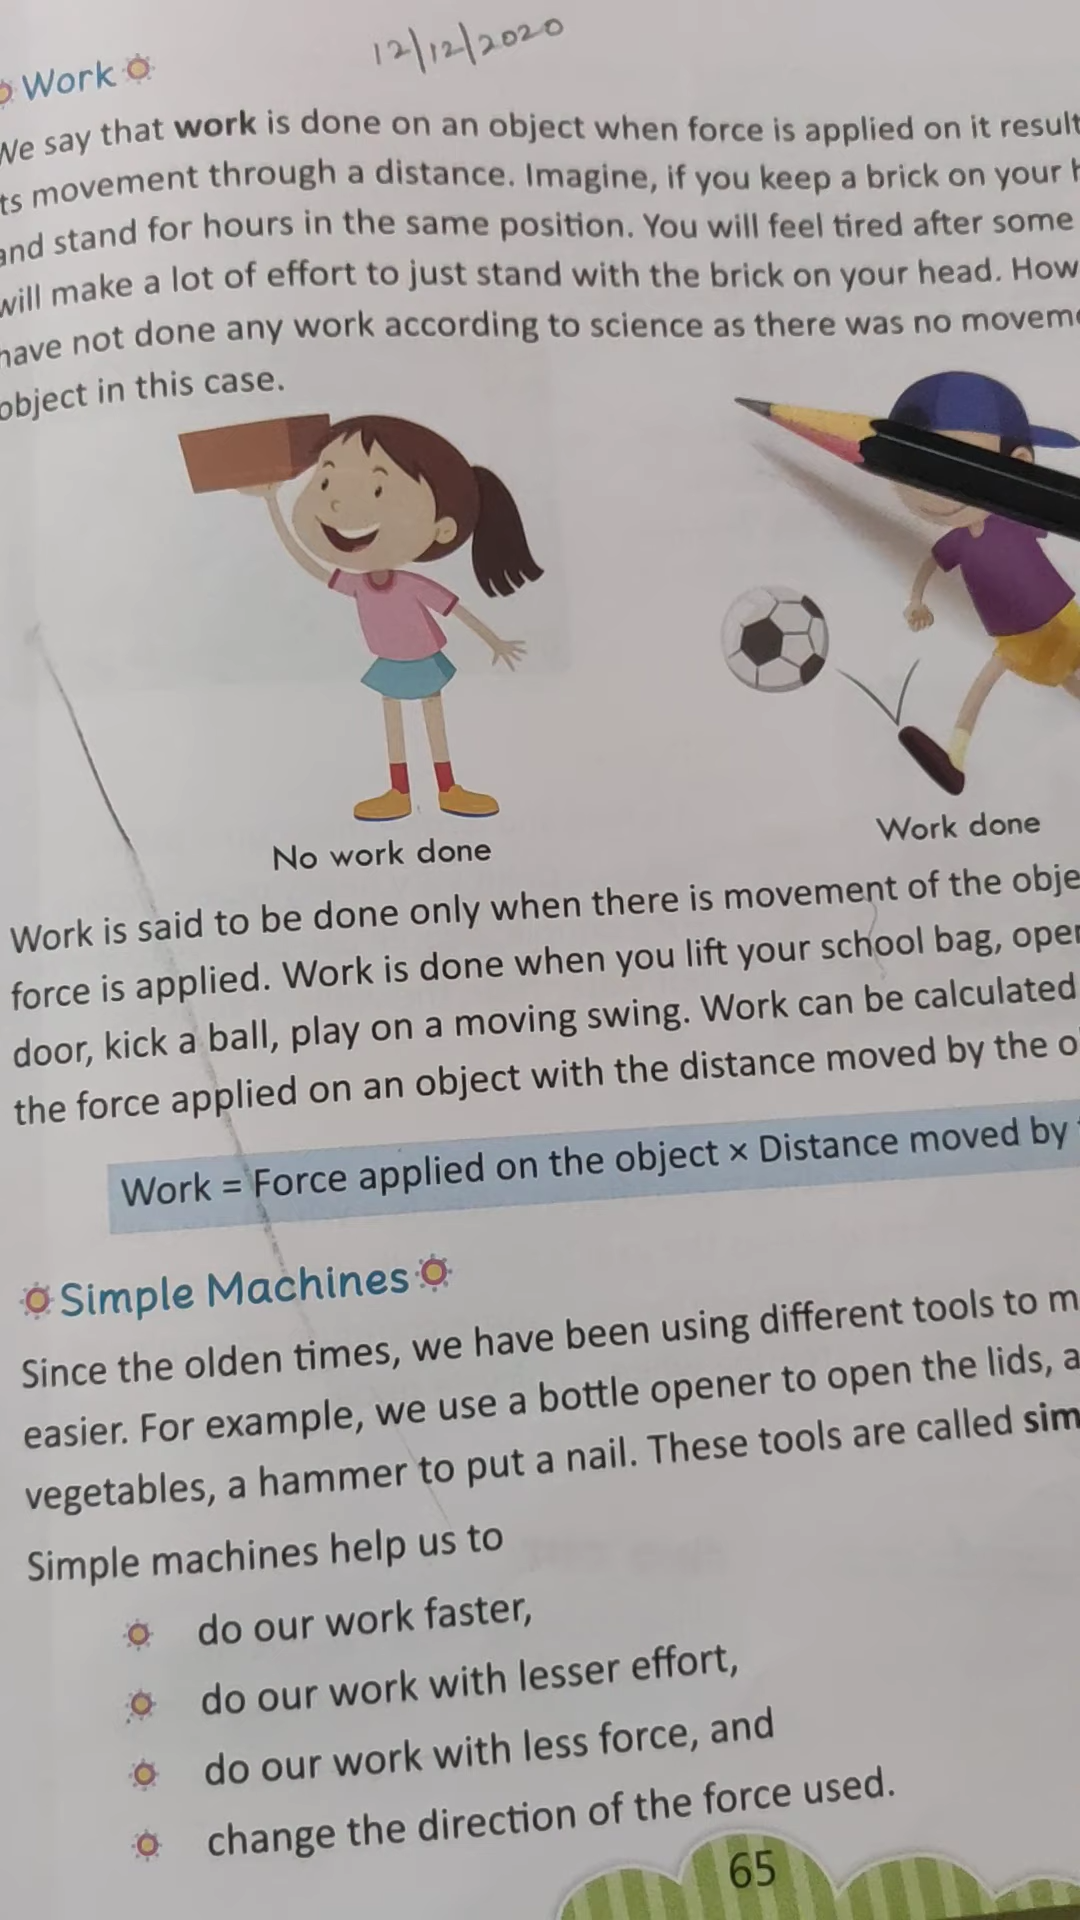 12/12/2020
Work
We say that work is done on an object when force is applied on it result
ts movement through a distance. Imagine, if you keep a brick on your h
and stand for hours in the same position. You will feel tired after some
will make a lot of effort to just stand with the brick on your head. How
have not done any work according to science as there was no moveme
object in this case.
No work done
Work done
Work is said to be done only when there is movement of the obje
force is applied. Work is done when you lift your school bag, open
door, kick a ball, play on a moving swing. Work can be calculated
the force applied on an object with the distance moved by the o
Work = Force applied on the object × Distance moved by
Simple Machines
Since the olden times, we have been using different tools to m
easier. For example, we use a bottle opener to open the lids, a
vegetables, a hammer to put a nail. These tools are called sim
Simple machines help us to
do our work faster,
do our work with lesser effort,
do our work with less force, and
change the direction of the force used.
65